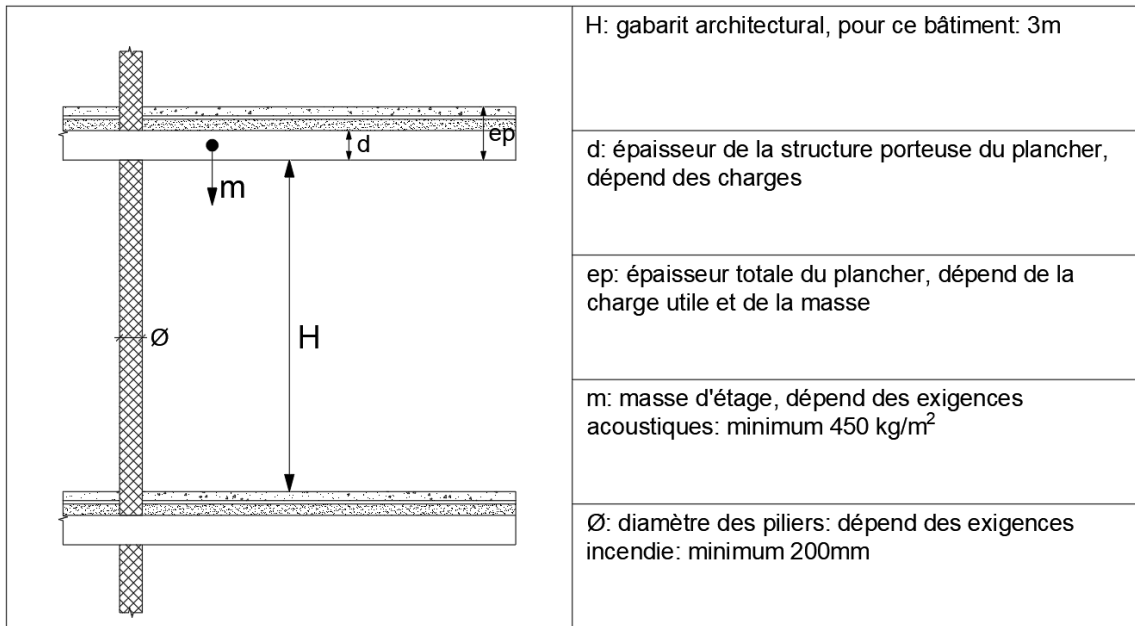 ep
d
m
H
Ø
H: gabarit architectural, pour ce bâtiment: 3m
d: épaisseur de la structure porteuse du plancher,
dépend des charges
ep: épaisseur totale du plancher, dépend de la
charge utile et de la masse
m: masse d'étage, dépend des exigences
acoustiques: minimum 450 kg/m²
Ø: diamètre des piliers: dépend des exigences
incendie: minimum 200mm